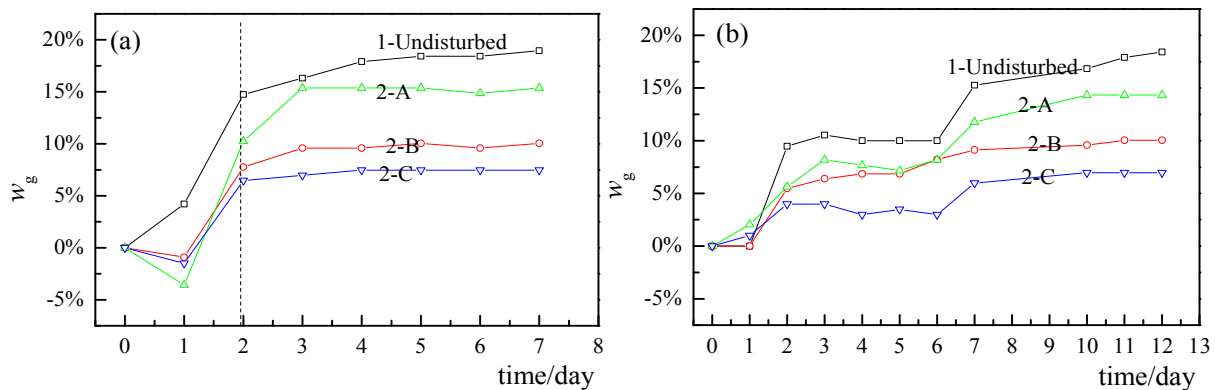 (a)
1-Undisturbed
2-A
2-B
2-C
20%
15%
10%
5%
0%
-5%
w_g
0 1 2 3 4 5 6 7 8
time/day
(b)
1-Undisturbed
2-A
2-B
2-C
20%
15%
10%
5%
0%
-5%
w_g
0 1 2 3 4 5 6 7 8 9 10 11 12 13
time/day